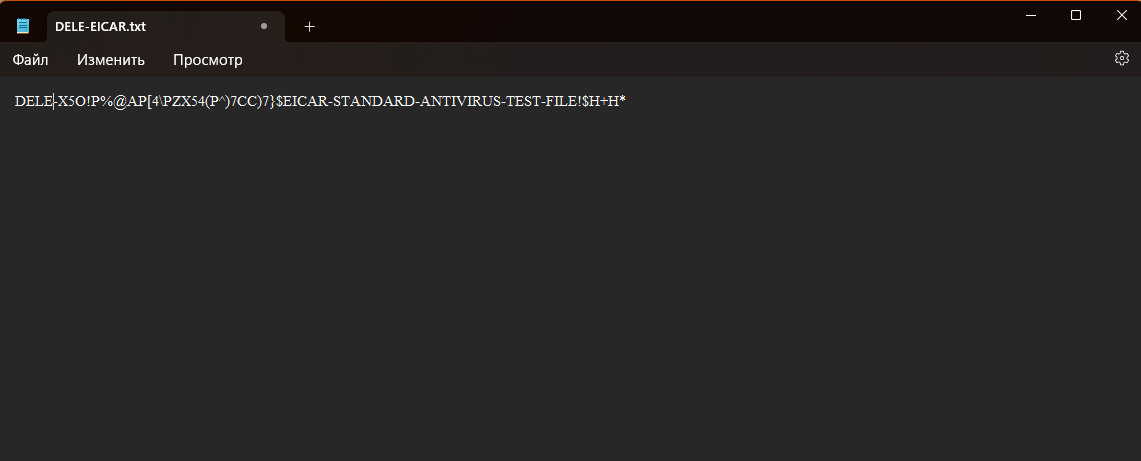 DELE-EICAR.txt
Файл Изменить Просмотр
DELE-X5O!P%@AP[4\PZX54(P^)7CC)7}$EICAR-STANDARD-ANTIVIRUS-TEST-FILE!$H+H*